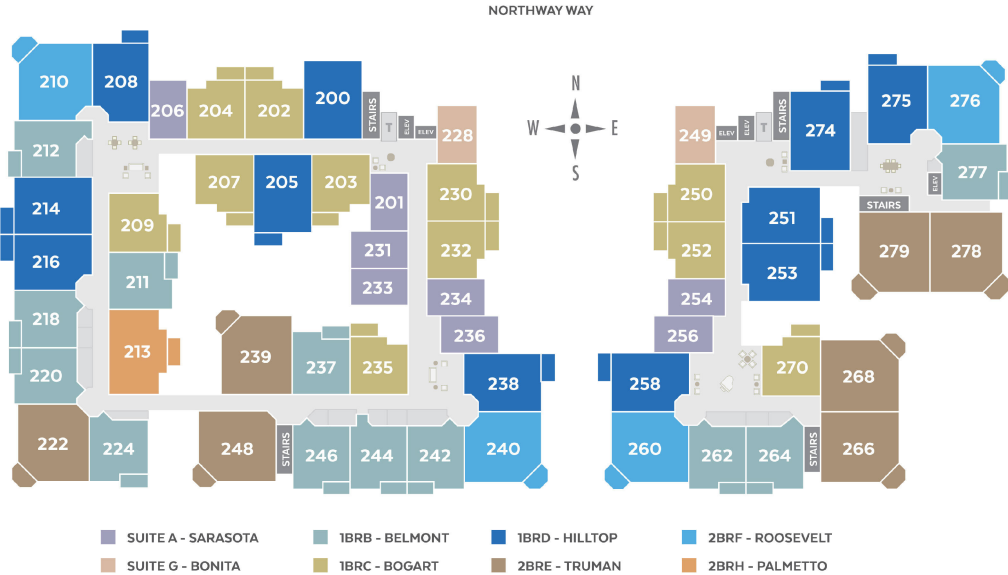 NORTHWAY WAY
N
W E
S
210
208
206
204
202
200
STAIRS
T
ELEV
ELEV
228
212
214
216
218
220
222
224
207
205
203
201
209
211
213
230
231
232
233
234
236
239
237
235
238
248
STAIRS
246
244
242
240
249
ELEV
ELEV
T
STAIRS
274
275
276
277
ELEV
STAIRS
250
251
252
253
254
256
279
278
258
270
268
260
262
264
STAIRS
266
SUITE A - SARASOTA
1BRB - BELMONT
1BRD - HILLTOP
2BRF - ROOSEVELT
SUITE G - BONITA
1BRC - BOGART
2BRE - TRUMAN
2BRH - PALMETTO